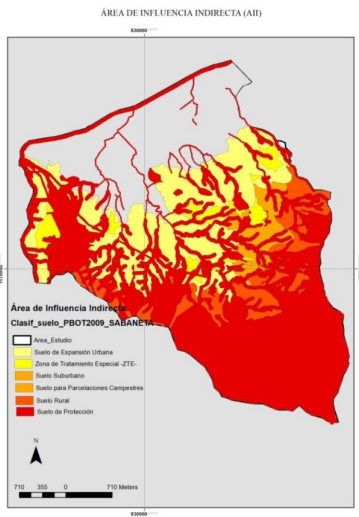 ÁREA DE INFLUENCIA INDIRECTA (AII)
830000
Área de Influencia Indirecta
Clasif_suelo_PBOT2009_SABANETA
Area_Estudio
Suelo de Expansión Urbana
Zona de Tratamiento Especial -ZTE-
Suelo Suburbano
Suelo para Parcelaciones Campestres
Suelo Rural
Suelo de Protección
N
710 355 0 710 Meters
830000